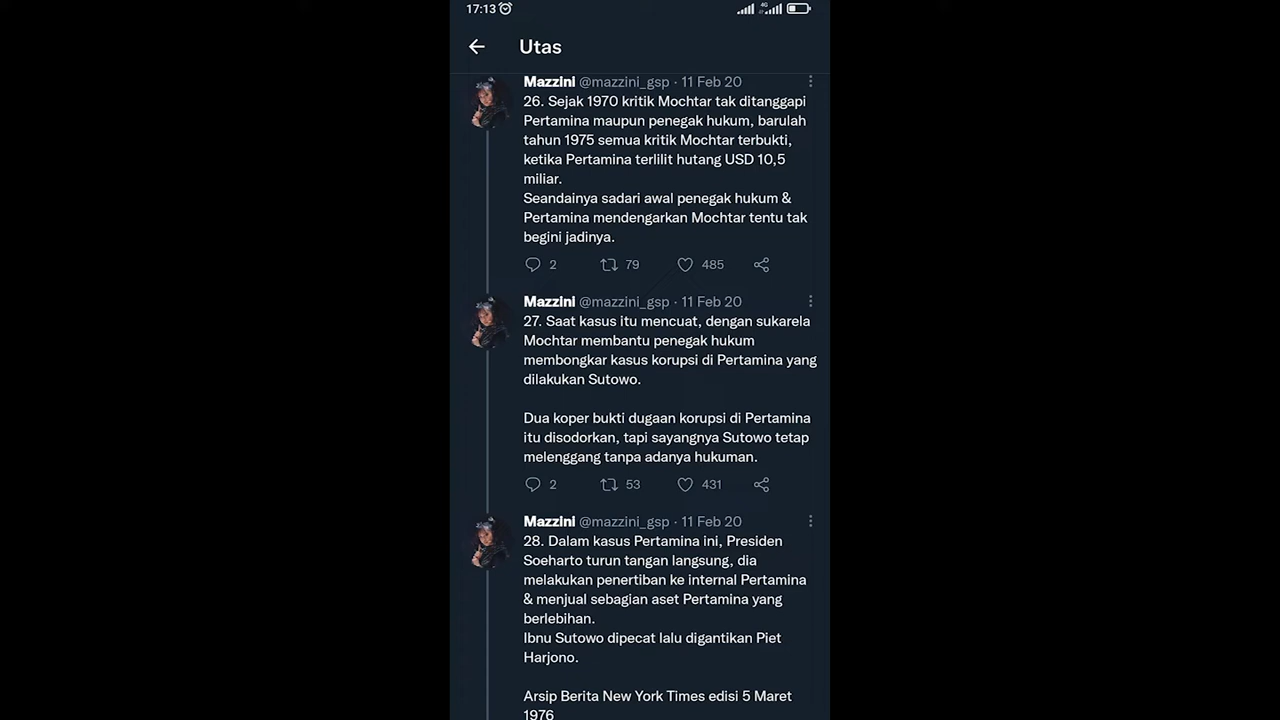 17:13
4G
Utas
Mazzini @mazzini_gsp · 11 Feb 20
26. Sejak 1970 kritik Mochtar tak ditanggapi
Pertamina maupun penegak hukum, barulah
tahun 1975 semua kritik Mochtar terbukti,
ketika Pertamina terlilit hutang USD 10,5
miliar.
Seandainya sadari awal penegak hukum &
Pertamina mendengarkan Mochtar tentu tak
begini jadinya.
2 79 485
Mazzini @mazzini_gsp · 11 Feb 20
27. Saat kasus itu mencuat, dengan sukarela
Mochtar membantu penegak hukum
membongkar kasus korupsi di Pertamina yang
dilakukan Sutowo.
Dua koper bukti dugaan korupsi di Pertamina
itu disodorkan, tapi sayangnya Sutowo tetap
melenggang tanpa adanya hukuman.
2 53 431
Mazzini @mazzini_gsp · 11 Feb 20
28. Dalam kasus Pertamina ini, Presiden
Soeharto turun tangan langsung, dia
melakukan penertiban ke internal Pertamina
& menjual sebagian aset Pertamina yang
berlebihan.
Ibnu Sutowo dipecat lalu digantikan Piet
Harjono.
Arsip Berita New York Times edisi 5 Maret
1976